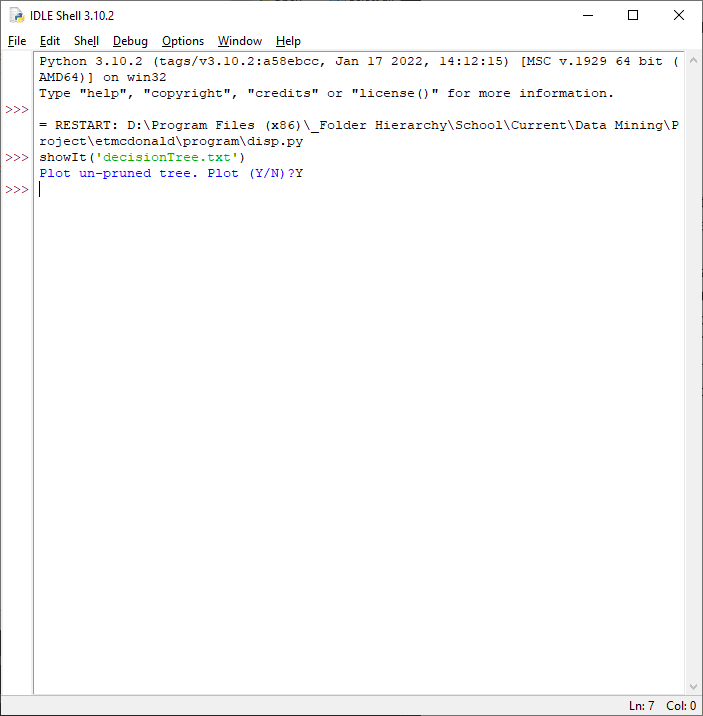 IDLE Shell 3.10.2
File Edit Shell Debug Options Window Help
Python 3.10.2 (tags/v3.10.2:a58ebcc, Jan 17 2022, 14:12:15) [MSC v.1929 64 bit (
AMD64)] on win32
Type "help", "copyright", "credits" or "license()" for more information.
>>>
= RESTART: D:\Program Files (x86)\_Folder Hierarchy\School\Current\Data Mining\P
roject\etmcdonald\program\disp.py
>>> showIt('decisionTree.txt')
Plot un-pruned tree. Plot (Y/N)?Y
>>>
Ln: 7 Col: 0